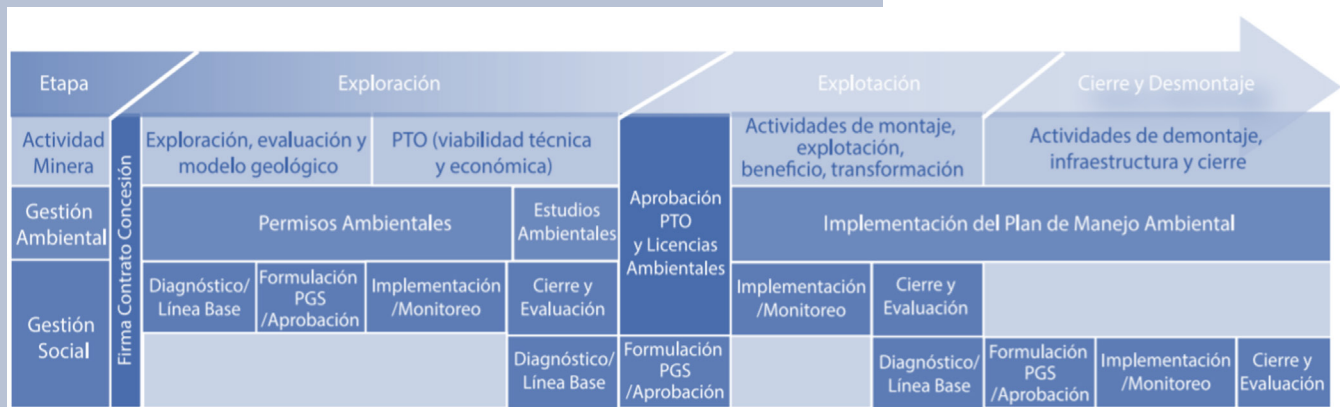 Etapa
Exploración
Explotación
Cierre y Desmontaje
Actividad
Minera
Firma Contrato Concesión
Exploración, evaluación y
modelo geológico
PTO (viabilidad técnica
y económica)
Aprobación
PTO
y Licencias
Ambientales
Actividades de montaje,
explotación,
beneficio, transformación
Actividades de demontaje,
infraestructura y cierre
Gestión
Ambiental
Permisos Ambientales
Estudios
Ambientales
Implementación del Plan de Manejo Ambiental
Gestión
Social
Diagnóstico/
Línea Base
Formulación
PGS
/Aprobación
Implementación
/Monitoreo
Cierre y
Evaluación
Implementación
/Monitoreo
Cierre y
Evaluación
Diagnóstico/
Línea Base
Formulación
PGS
/Aprobación
Diagnóstico/
Línea Base
Formulación
PGS
/Aprobación
Implementación
/Monitoreo
Cierre y
Evaluación